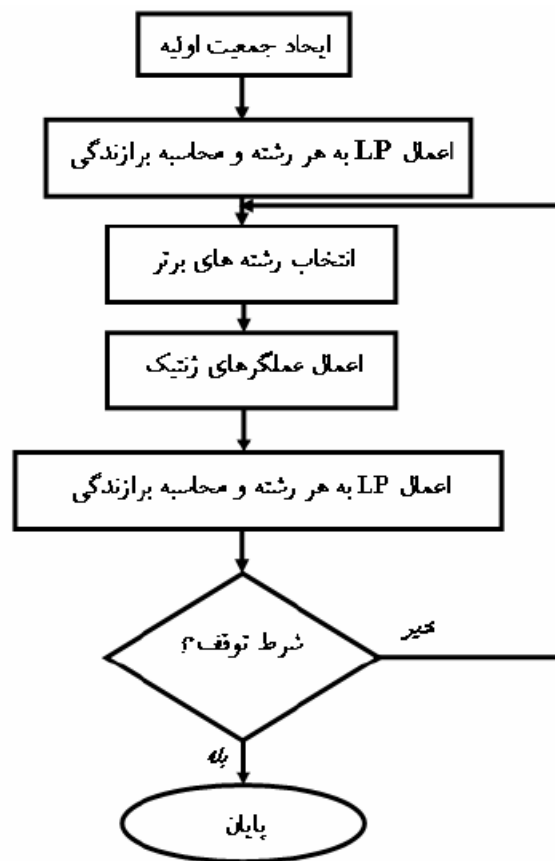 ایجاد جمعیت اولیه
اعمال LP به هر رشته و محاسبه برازندگی
انتخاب رشته های برتر
اعمال عملگرهای ژنتیک
اعمال LP به هر رشته و محاسبه برازندگی
شرط توقف؟
خیر
بله
پایان